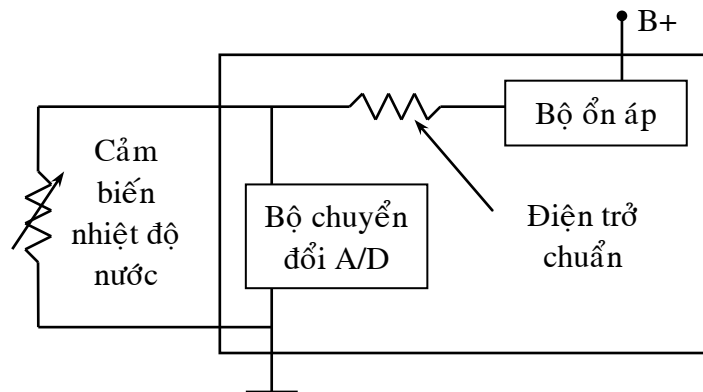 B+
Bộ ổn áp
Cảm
biến
nhiệt độ
nước
Bộ chuyển
đổi A/D
Điện trở
chuẩn